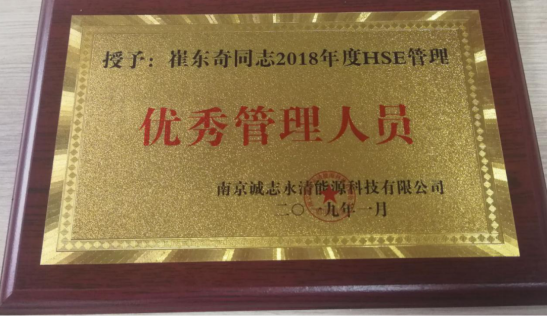 授予：崔东奇同志2018年度HSE管理
优秀管理人员
南京诚志永清能源科技有限公司
二〇一九年一月